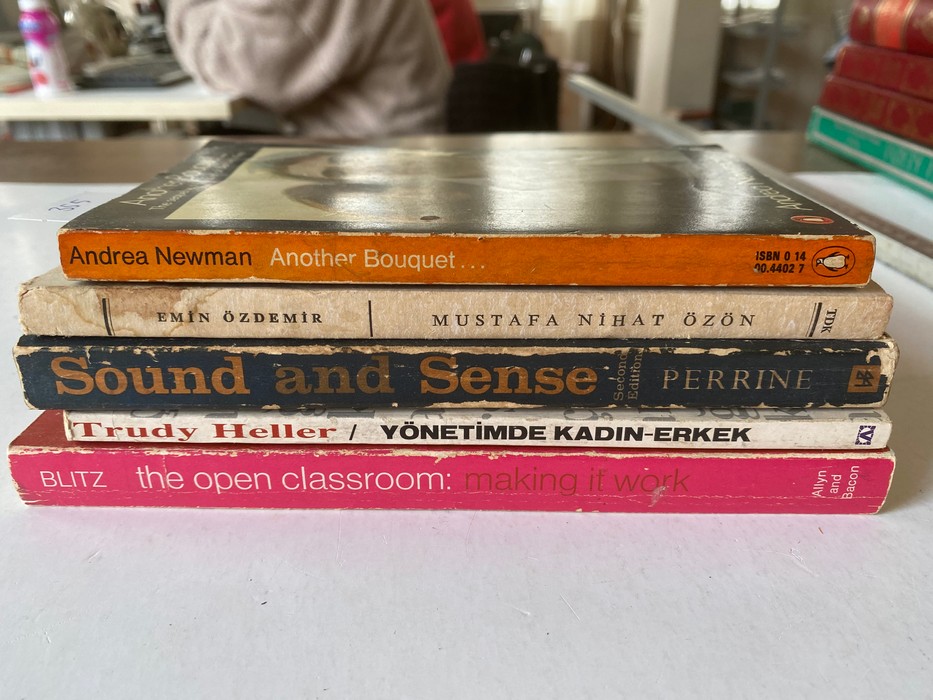 Andrea Newman Another Bouquet...
ISBN 0 14
00.4402 7
EMİN ÖZDEMİR MUSTAFA NİHAT ÖZÖN TDK
Sound and Sense Second Edition PERRINE
Trudy Heller / YÖNETİMDE KADIN-ERKEK
BLITZ the open classroom: making it work
Allyn
and
Bacon